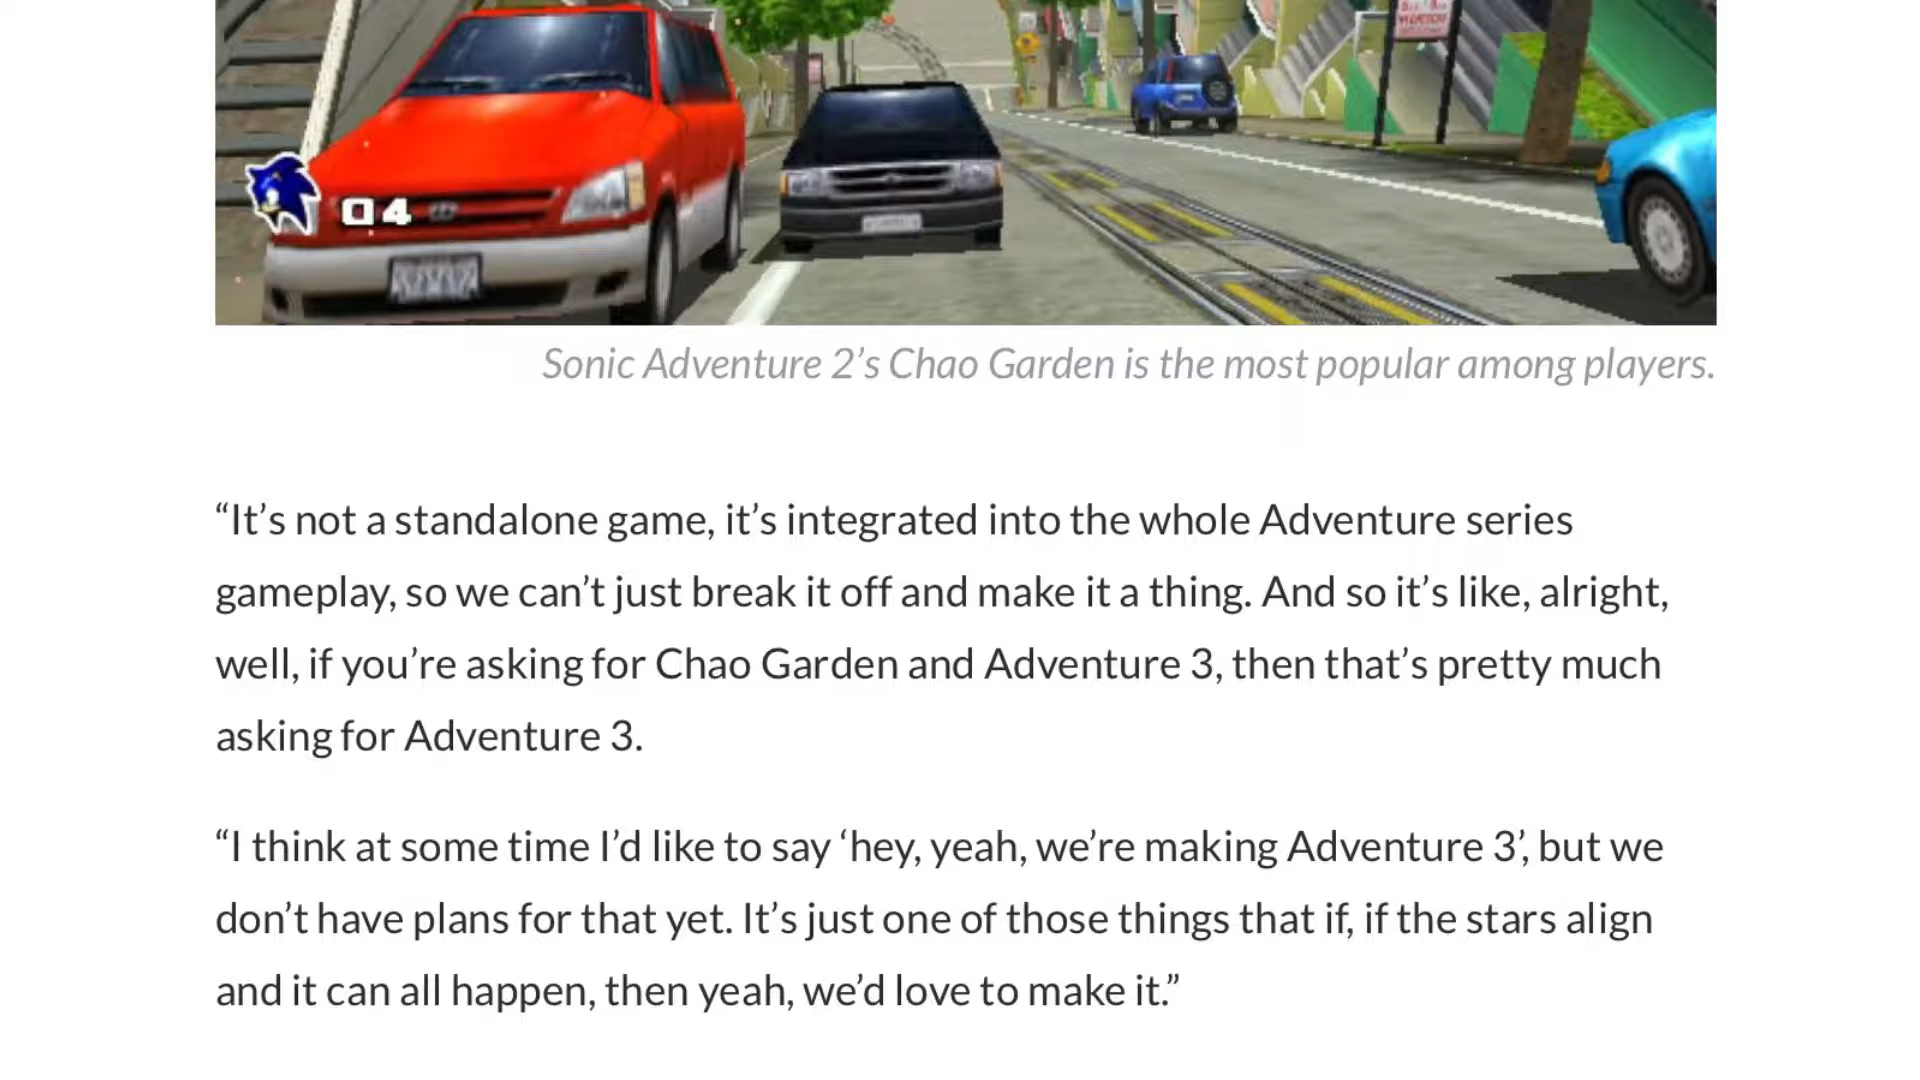 04
Sonic Adventure 2’s Chao Garden is the most popular among players.
“It’s not a standalone game, it’s integrated into the whole Adventure series
gameplay, so we can’t just break it off and make it a thing. And so it’s like, alright,
well, if you’re asking for Chao Garden and Adventure 3, then that’s pretty much
asking for Adventure 3.
“I think at some time I’d like to say ‘hey, yeah, we’re making Adventure 3’, but we
don’t have plans for that yet. It’s just one of those things that if, if the stars align
and it can all happen, then yeah, we’d love to make it.”